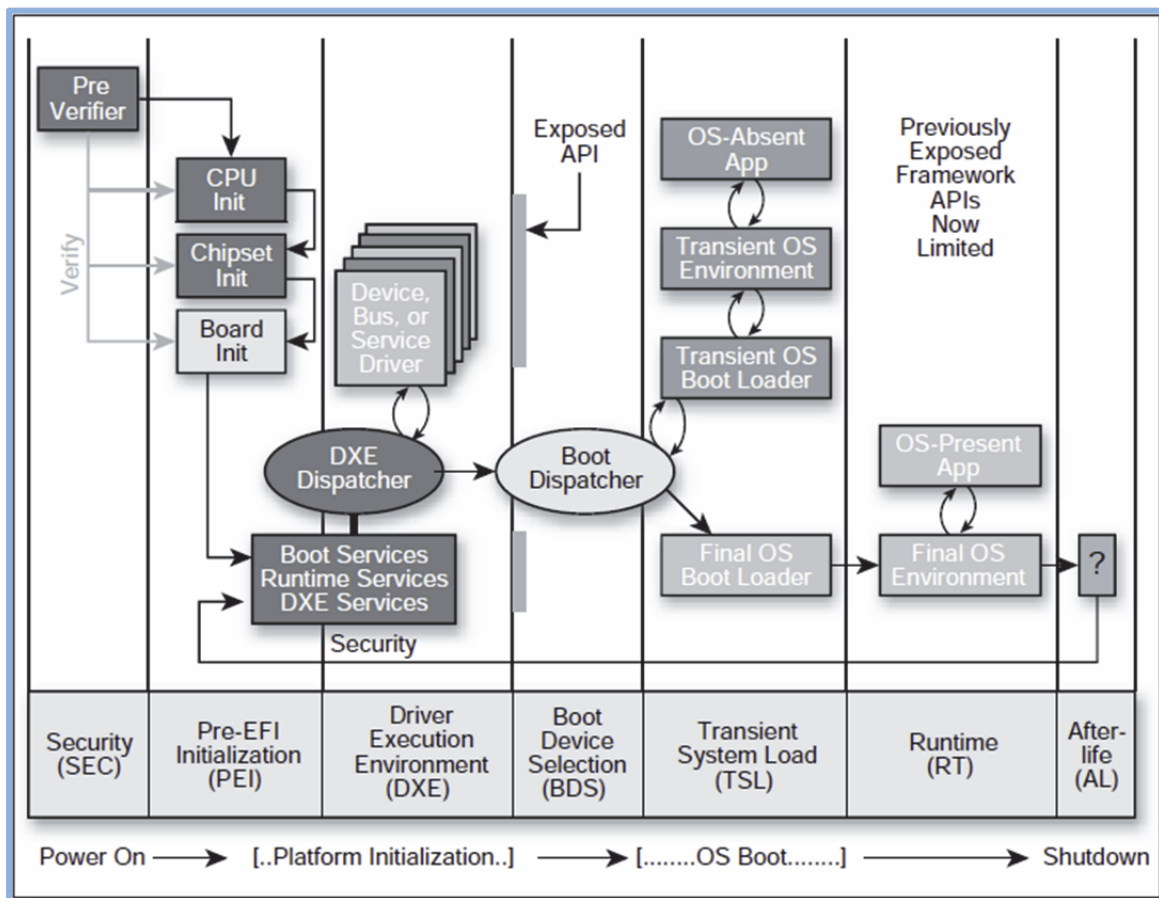 Pre
Verifier
Verify
CPU
Init
Chipset
Init
Board
Init
Device,
Bus, or
Service
Driver
DXE
Dispatcher
Boot Services
Runtime Services
DXE Services
Security
Exposed
API
Boot
Dispatcher
OS-Absent
App
Transient OS
Environment
Transient OS
Boot Loader
Final OS
Boot Loader
Previously
Exposed
Framework
APIs
Now
Limited
OS-Present
App
Final OS
Environment
?
Security
(SEC)
Pre-EFI
Initialization
(PEI)
Driver
Execution
Environment
(DXE)
Boot
Device
Selection
(BDS)
Transient
System Load
(TSL)
Runtime
(RT)
After-
life
(AL)
Power On [..Platform Initialization..] [........OS Boot........] Shutdown